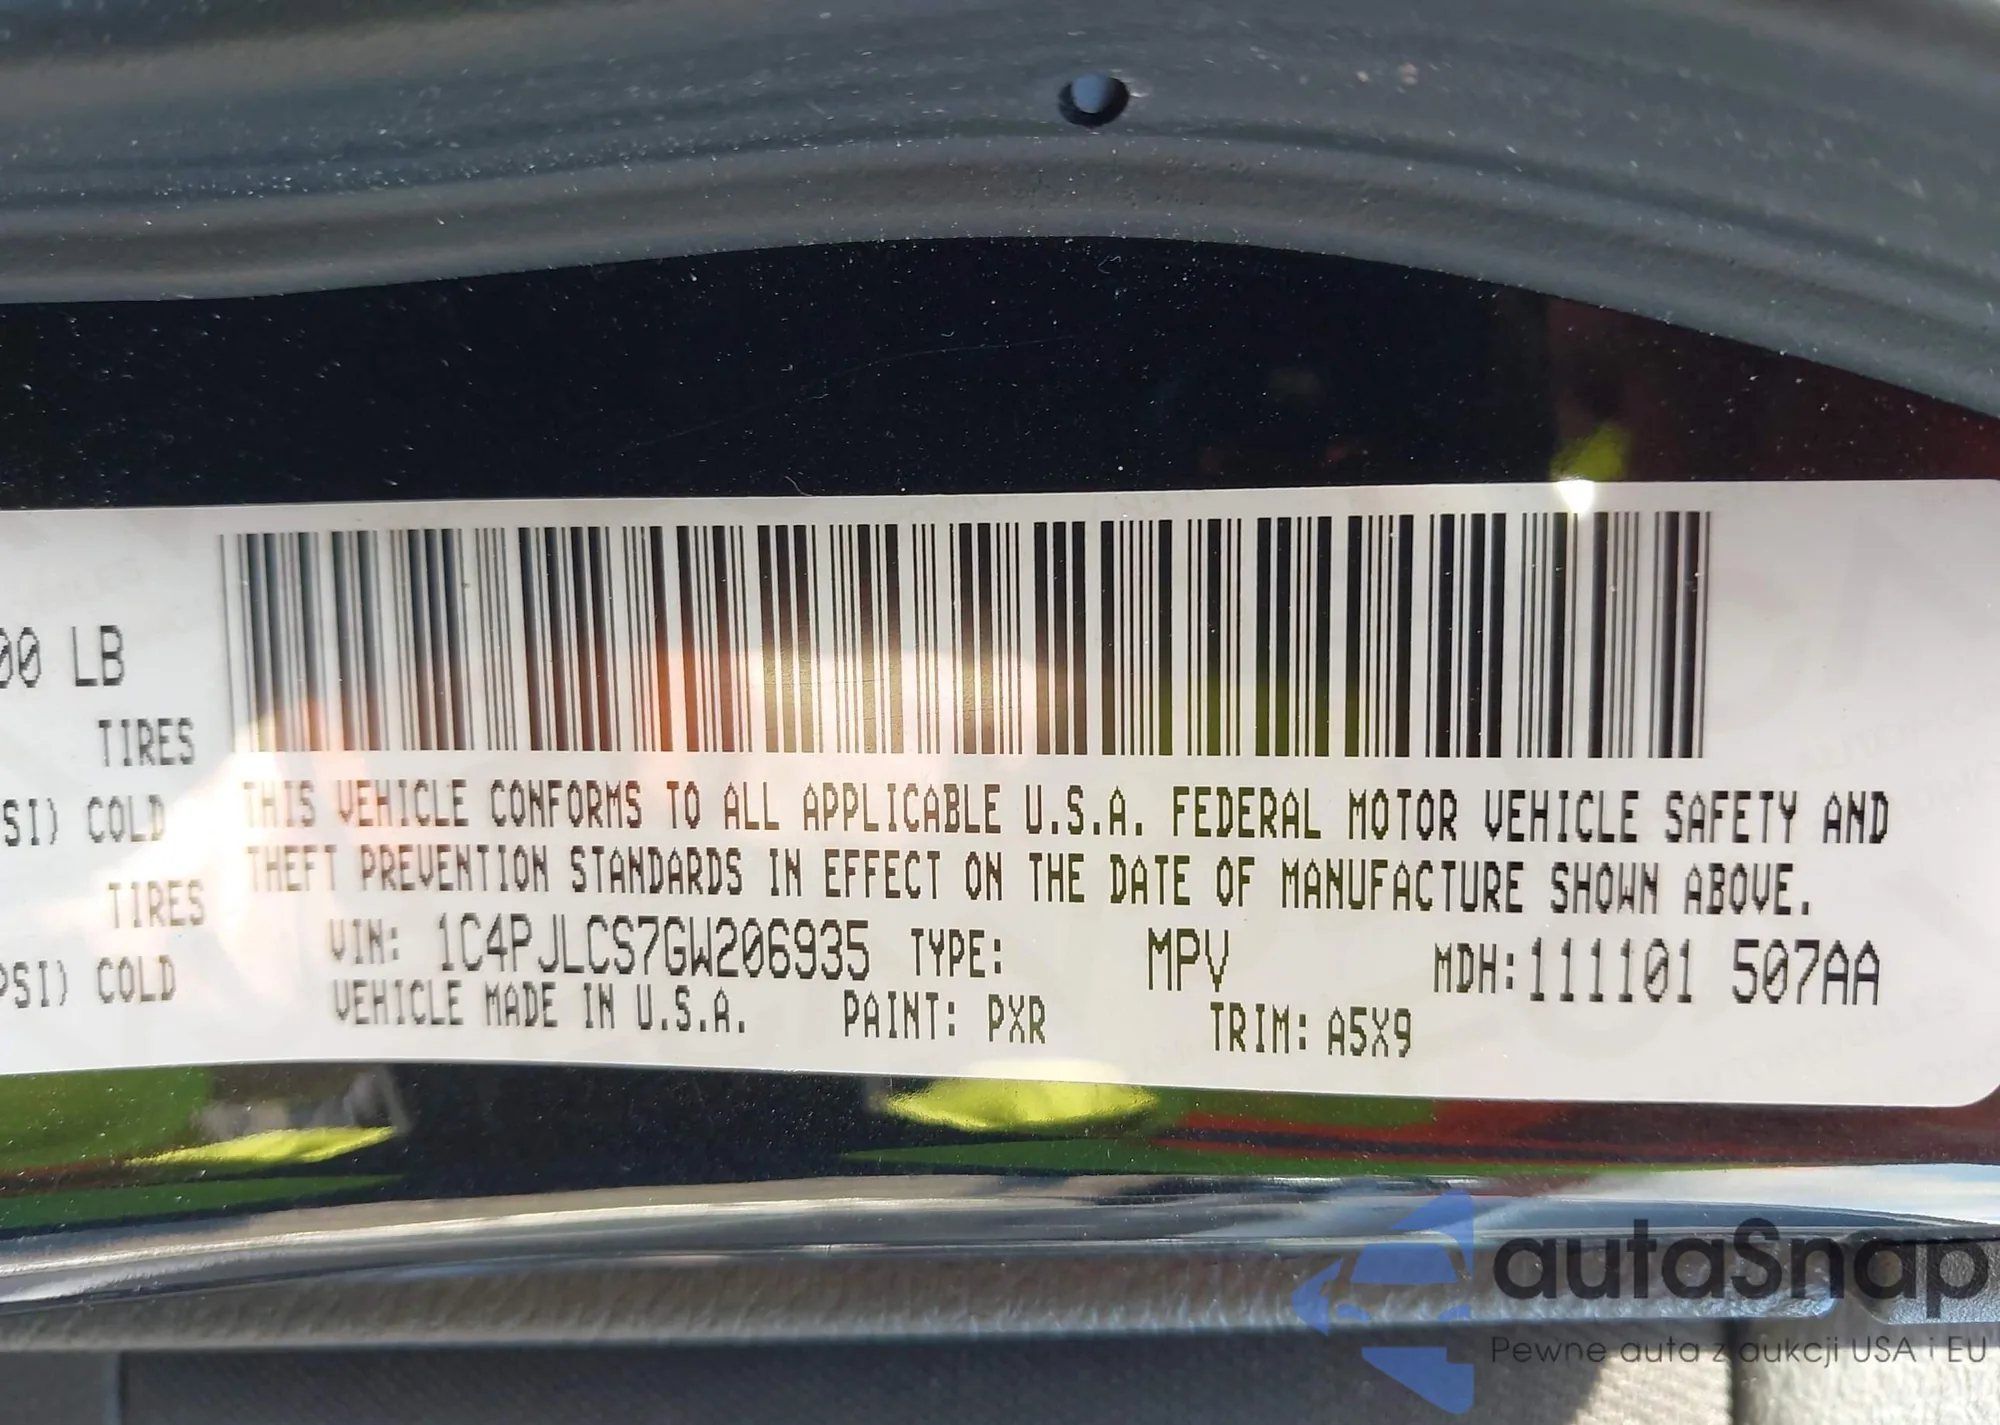 00 LB
TIRES
SI) COLD
TIRES
PSI) COLD
THIS VEHICLE CONFORMS TO ALL APPLICABLE U.S.A. FEDERAL MOTOR VEHICLE SAFETY AND
THEFT PREVENTION STANDARDS IN EFFECT ON THE DATE OF MANUFACTURE SHOWN ABOVE.
VIN: 1C4PJLCS7GW206935 TYPE: MPV MDH:111101 507AA
VEHICLE MADE IN U.S.A. PAINT: PXR TRIM: A5X9
autaSnap
Pewne auta z aukcji USA i EU